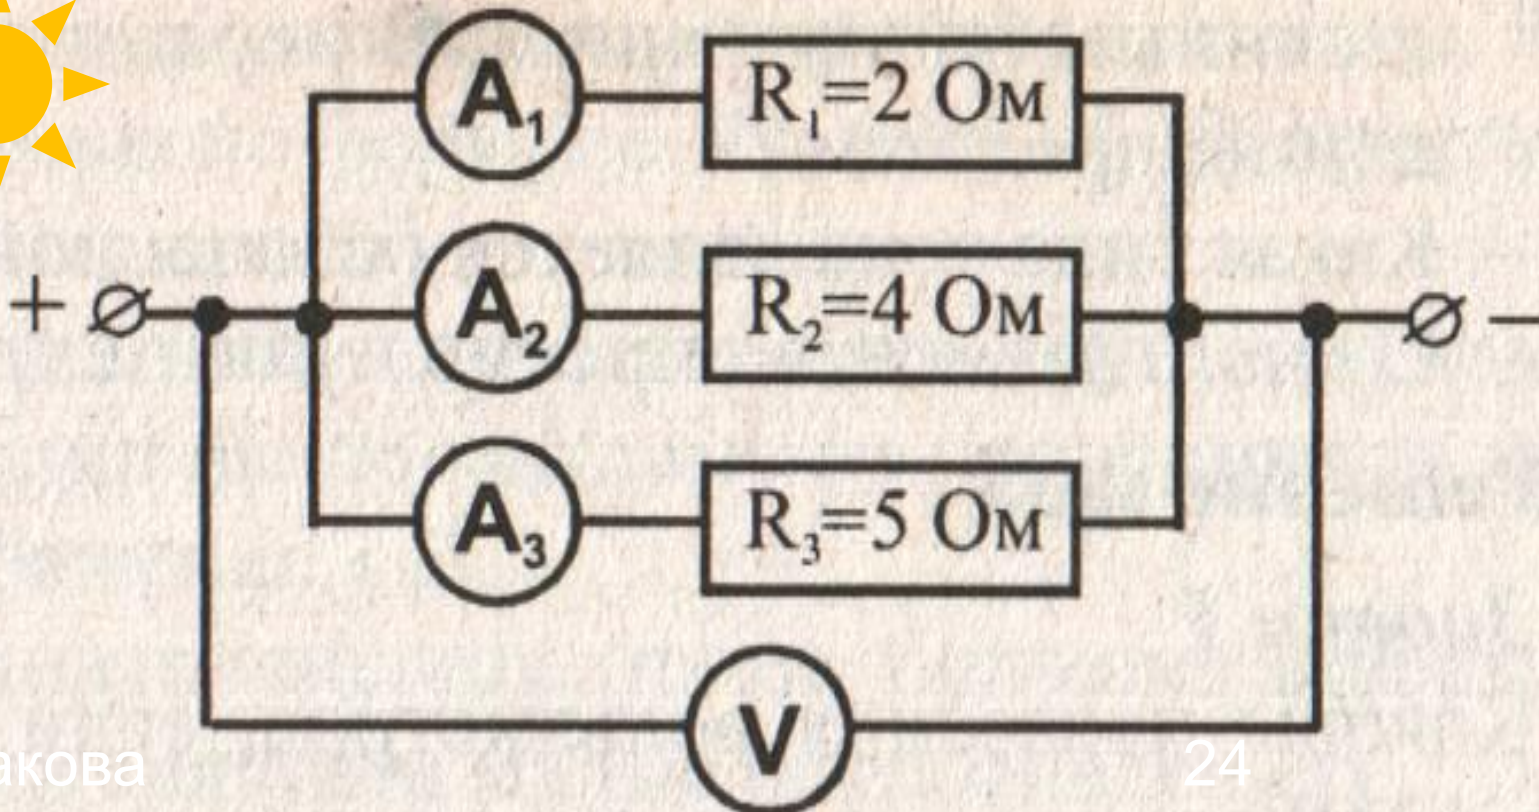 A₁ R₁=2 Ом
+ A₂ R₂=4 Ом −
A₃ R₃=5 Ом
V
акова 24